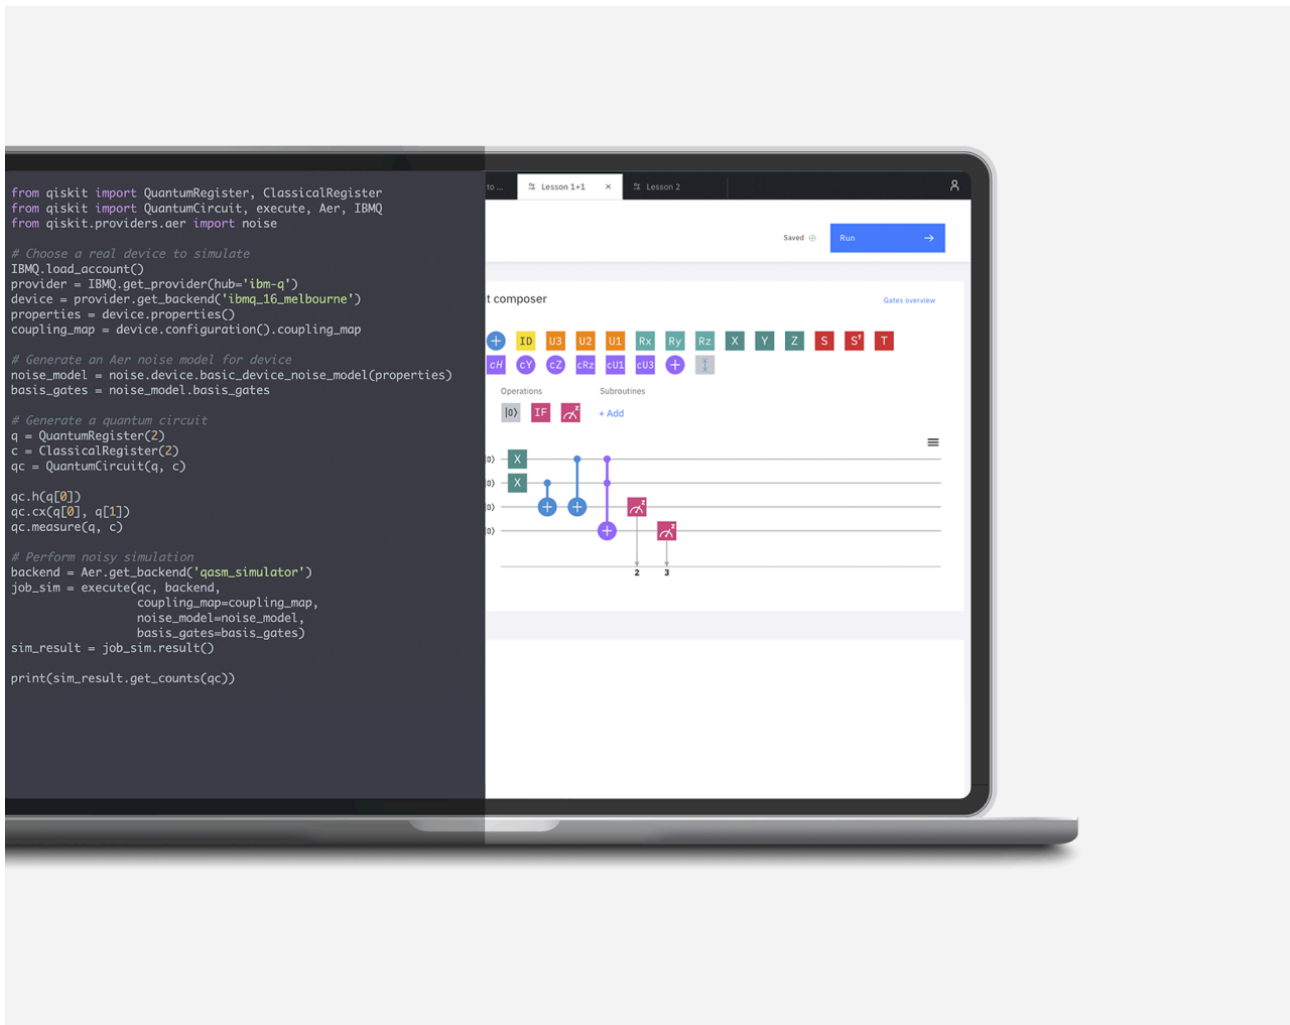 from qiskit import QuantumRegister, ClassicalRegister
from qiskit import QuantumCircuit, execute, Aer, IBMQ
from qiskit.providers.aer import noise
# Choose a real device to simulate
IBMQ.load_account()
provider = IBMQ.get_provider(hub='ibm-q')
device = provider.get_backend('ibmq_16_melbourne')
properties = device.properties()
coupling_map = device.configuration().coupling_map
# Generate an Aer noise model for device
noise_model = noise.device.basic_device_noise_model(properties)
basis_gates = noise_model.basis_gates
# Generate a quantum circuit
q = QuantumRegister(2)
c = ClassicalRegister(2)
qc = QuantumCircuit(q, c)
qc.h(q[0])
qc.cx(q[0], q[1])
qc.measure(q, c)
# Perform noisy simulation
backend = Aer.get_backend('qasm_simulator')
job_sim = execute(qc, backend,
coupling_map=coupling_map,
noise_model=noise_model,
basis_gates=basis_gates)
sim_result = job_sim.result()
print(sim_result.get_counts(qc))
to ... Lesson 1+1 × Lesson 2
Saved Run →
t composer Gates overview
+ ID U3 U2 U1 Rx Ry Rz X Y Z S S† T
cH cY cZ cRz cU1 cU3 +
Operations Subroutines
|0⟩ IF z + Add
0⟩ X
0⟩ X
0⟩ + + z
0⟩ + z
2 3